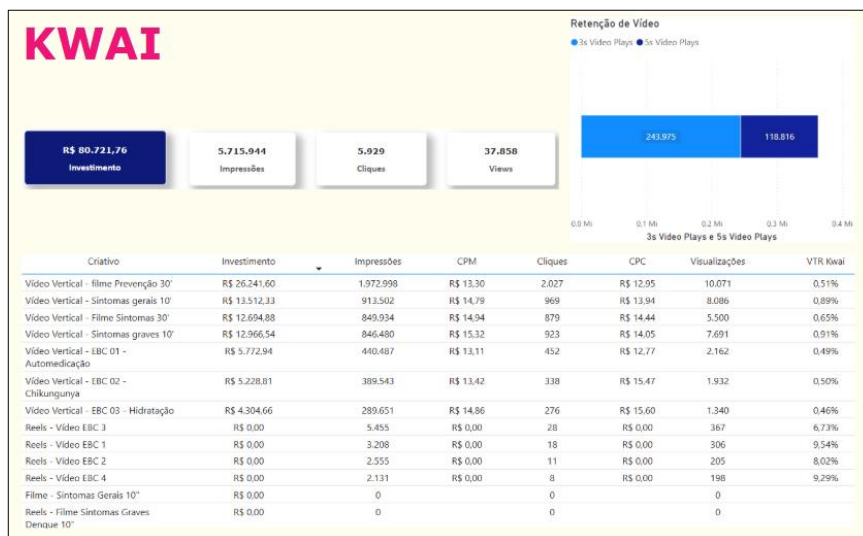 KWAI
Retenção de Vídeo
3s Video Plays 5s Video Plays
243.975 118.816
0.0 Mi 0.1 Mi 0.2 Mi 0.3 Mi 0.4 Mi
3s Video Plays e 5s Video Plays
R$ 80.721,76
Investimento
5.715.944
Impressões
5.929
Cliques
37.858
Views
Criativo Investimento Impressões CPM Cliques CPC Visualizações VTR Kwai
Vídeo Vertical - filme Prevenção 30' R$ 26.241,60 1.972.998 R$ 13,30 2.027 R$ 12,95 10.071 0,51%
Vídeo Vertical - Sintomas gerais 10' R$ 13.512,33 913.502 R$ 14,79 969 R$ 13,94 8.086 0,89%
Vídeo Vertical - Filme Sintomas 30' R$ 12.694,88 849.934 R$ 14,94 879 R$ 14,44 5.500 0,65%
Vídeo Vertical - Sintomas graves 10' R$ 12.966,54 846.480 R$ 15,32 923 R$ 14,05 7.691 0,91%
Vídeo Vertical - EBC 01 - R$ 5.772,94 440.487 R$ 13,11 452 R$ 12,77 2.162 0,49%
Automedicação
Vídeo Vertical - EBC 02 - R$ 5.228,81 389.543 R$ 13,42 338 R$ 15,47 1.932 0,50%
Chikungunya
Vídeo Vertical - EBC 03 - Hidratação R$ 4.304,66 289.651 R$ 14,86 276 R$ 15,60 1.340 0,46%
Reels - Vídeo EBC 3 R$ 0,00 5.455 R$ 0,00 28 R$ 0,00 367 6,73%
Reels - Vídeo EBC 1 R$ 0,00 3.208 R$ 0,00 18 R$ 0,00 306 9,54%
Reels - Vídeo EBC 2 R$ 0,00 2.555 R$ 0,00 11 R$ 0,00 205 8,02%
Reels - Vídeo EBC 4 R$ 0,00 2.131 R$ 0,00 8 R$ 0,00 198 9,29%
Filme - Sintomas Gerais 10" R$ 0,00 0 0 0
Reels - Filme Sintomas Graves R$ 0,00 0 0 0
Dengue 10"